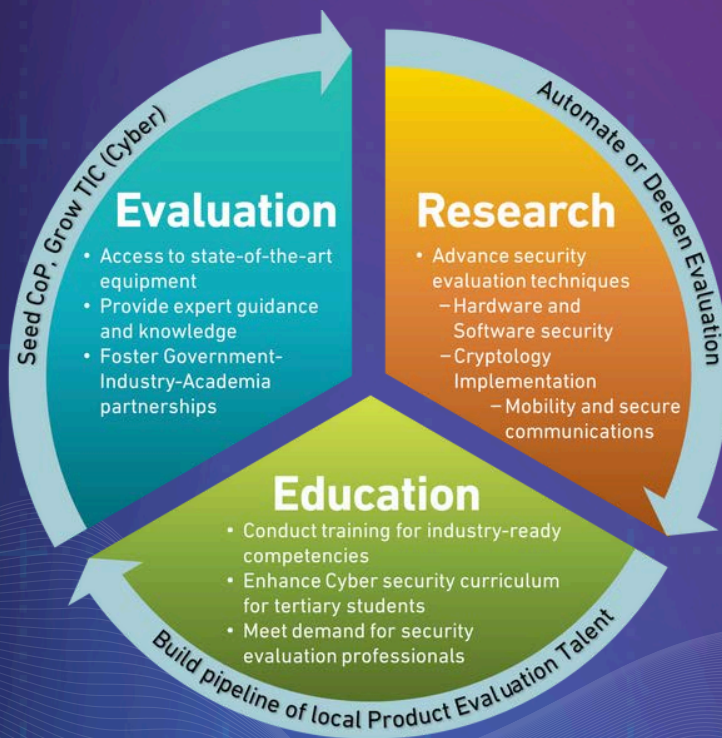 Seed CoP, Grow TIC (Cyber)
Evaluation
• Access to state-of-the-art
equipment
• Provide expert guidance
and knowledge
• Foster Government-
Industry-Academia
partnerships
Automate or Deepen Evaluation
Research
• Advance security
evaluation techniques
– Hardware and
Software security
– Cryptology
Implementation
– Mobility and secure
communications
Education
• Conduct training for industry-ready
competencies
• Enhance Cyber security curriculum
for tertiary students
• Meet demand for security
evaluation professionals
Build pipeline of local Product Evaluation Talent